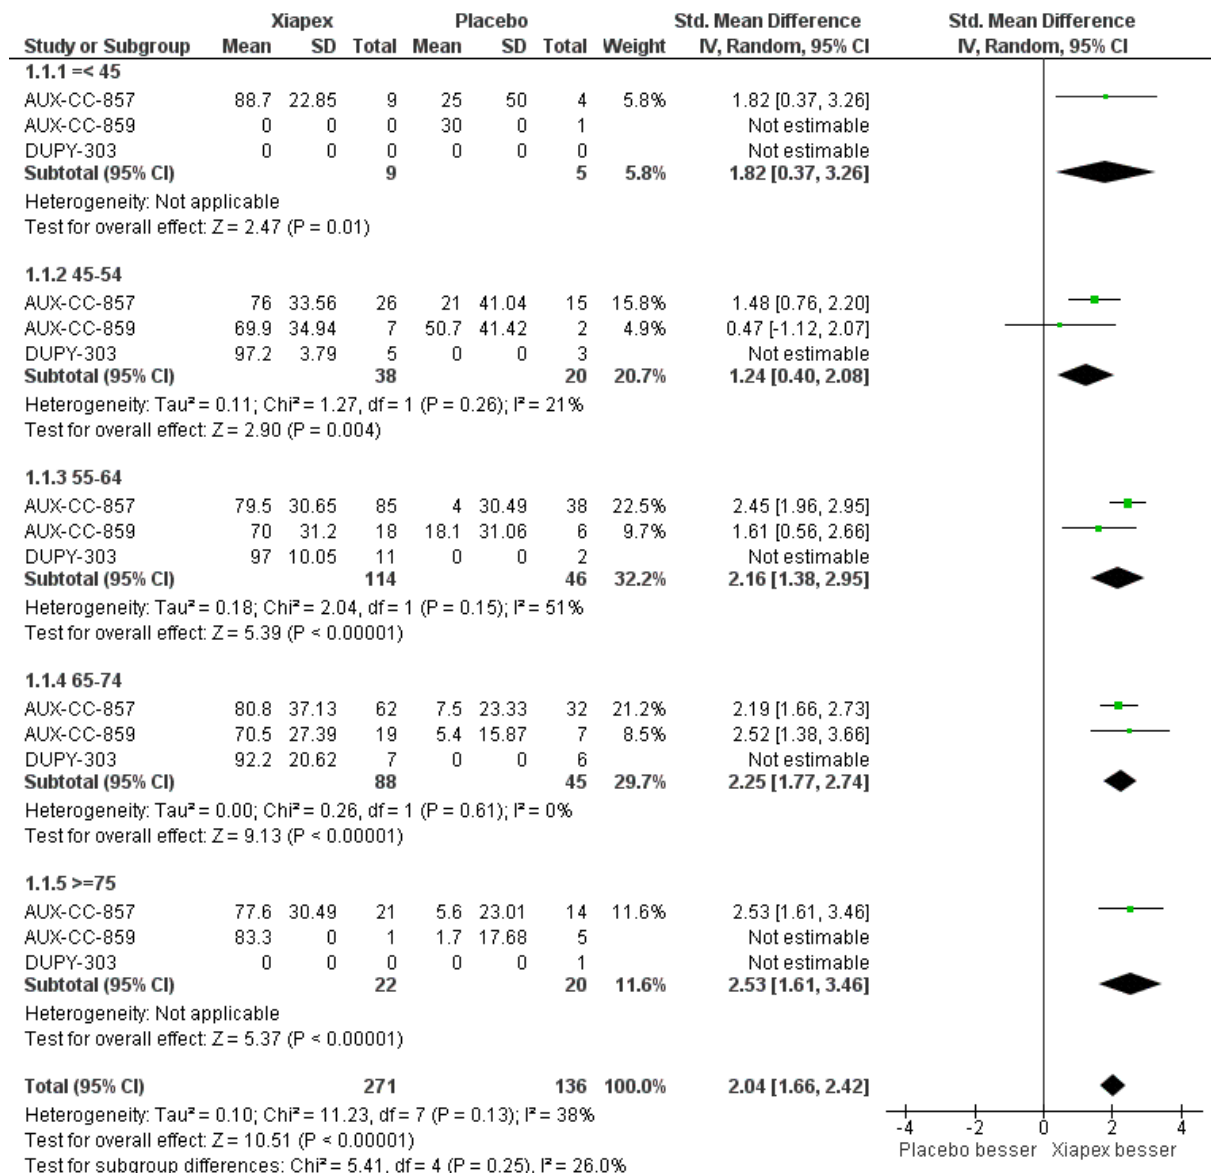 Xiapex Placebo Std. Mean Difference Std. Mean Difference
Study or Subgroup Mean SD Total Mean SD Total Weight IV, Random, 95% CI IV, Random, 95% CI
1.1.1 =< 45
AUX-CC-857 88.7 22.85 9 25 50 4 5.8% 1.82 [0.37, 3.26]
AUX-CC-859 0 0 0 30 0 1 Not estimable
DUPY-303 0 0 0 0 0 0 Not estimable
Subtotal (95% CI) 9 5 5.8% 1.82 [0.37, 3.26]
Heterogeneity: Not applicable
Test for overall effect: Z = 2.47 (P = 0.01)
1.1.2 45-54
AUX-CC-857 76 33.56 26 21 41.04 15 15.8% 1.48 [0.76, 2.20]
AUX-CC-859 69.9 34.94 7 50.7 41.42 2 4.9% 0.47 [-1.12, 2.07]
DUPY-303 97.2 3.79 5 0 0 3 Not estimable
Subtotal (95% CI) 38 20 20.7% 1.24 [0.40, 2.08]
Heterogeneity: Tau² = 0.11; Chi² = 1.27, df = 1 (P = 0.26); I² = 21%
Test for overall effect: Z = 2.90 (P = 0.004)
1.1.3 55-64
AUX-CC-857 79.5 30.65 85 4 30.49 38 22.5% 2.45 [1.96, 2.95]
AUX-CC-859 70 31.2 18 18.1 31.06 6 9.7% 1.61 [0.56, 2.66]
DUPY-303 97 10.05 11 0 0 2 Not estimable
Subtotal (95% CI) 114 46 32.2% 2.16 [1.38, 2.95]
Heterogeneity: Tau² = 0.18; Chi² = 2.04, df = 1 (P = 0.15); I² = 51%
Test for overall effect: Z = 5.39 (P < 0.00001)
1.1.4 65-74
AUX-CC-857 80.8 37.13 62 7.5 23.33 32 21.2% 2.19 [1.66, 2.73]
AUX-CC-859 70.5 27.39 19 5.4 15.87 7 8.5% 2.52 [1.38, 3.66]
DUPY-303 92.2 20.62 7 0 0 6 Not estimable
Subtotal (95% CI) 88 45 29.7% 2.25 [1.77, 2.74]
Heterogeneity: Tau² = 0.00; Chi² = 0.26, df = 1 (P = 0.61); I² = 0%
Test for overall effect: Z = 9.13 (P < 0.00001)
1.1.5 >=75
AUX-CC-857 77.6 30.49 21 5.6 23.01 14 11.6% 2.53 [1.61, 3.46]
AUX-CC-859 83.3 0 1 1.7 17.68 5 Not estimable
DUPY-303 0 0 0 0 0 1 Not estimable
Subtotal (95% CI) 22 20 11.6% 2.53 [1.61, 3.46]
Heterogeneity: Not applicable
Test for overall effect: Z = 5.37 (P < 0.00001)
Total (95% CI) 271 136 100.0% 2.04 [1.66, 2.42]
Heterogeneity: Tau² = 0.10; Chi² = 11.23, df = 7 (P = 0.13); I² = 38%
Test for overall effect: Z = 10.51 (P < 0.00001)
Test for subgroup differences: Chi² = 5.41, df = 4 (P = 0.25), I² = 26.0%
-4 -2 0 2 4
Placebo besser Xiapex besser